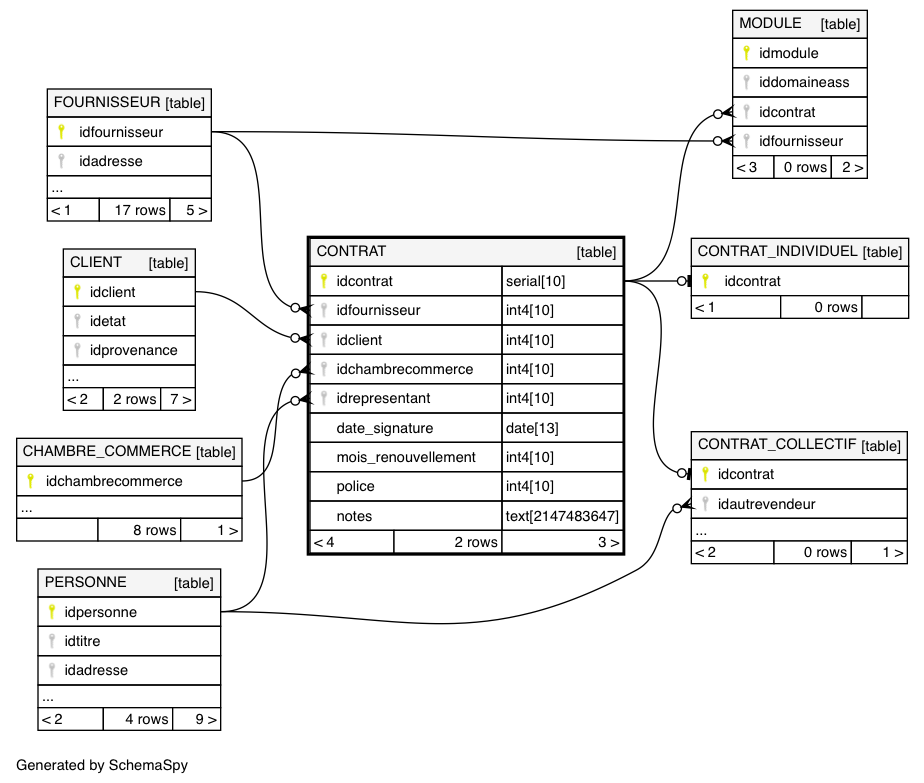 MODULE [table]
idmodule
iddomaineass
idcontrat
idfournisseur
< 3 0 rows 2 >
FOURNISSEUR [table]
idfournisseur
idadresse
...
< 1 17 rows 5 >
CLIENT [table]
idclient
idetat
idprovenance
...
< 2 2 rows 7 >
CONTRAT [table]
idcontrat serial[10]
idfournisseur int4[10]
idclient int4[10]
idchambrecommerce int4[10]
idrepresentant int4[10]
date_signature date[13]
mois_renouvellement int4[10]
police int4[10]
notes text[2147483647]
< 4 2 rows 3 >
CONTRAT_INDIVIDUEL [table]
idcontrat
< 1 0 rows
CHAMBRE_COMMERCE [table]
idchambrecommerce
...
8 rows 1 >
CONTRAT_COLLECTIF [table]
idcontrat
idautrevendeur
...
< 2 0 rows 1 >
PERSONNE [table]
idpersonne
idtitre
idadresse
...
< 2 4 rows 9 >
Generated by SchemaSpy